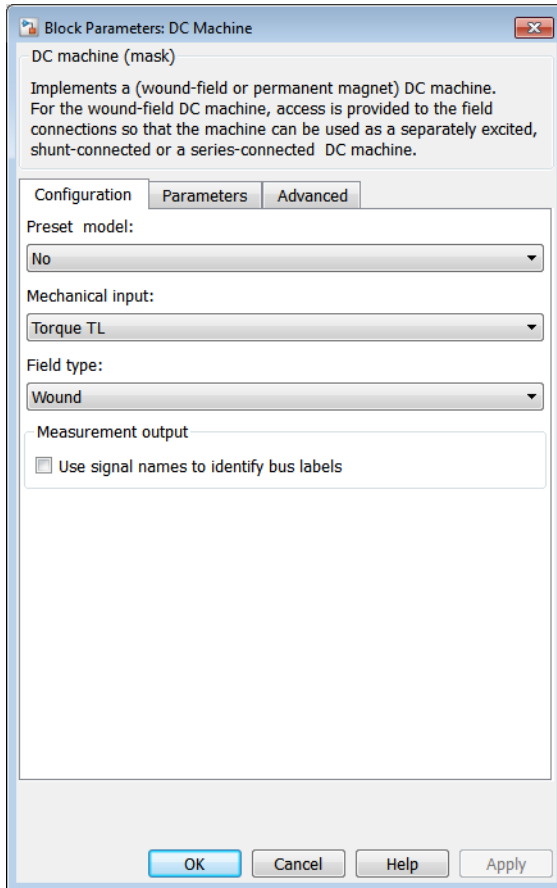 Block Parameters: DC Machine
DC machine (mask)
Implements a (wound-field or permanent magnet) DC machine.
For the wound-field DC machine, access is provided to the field
connections so that the machine can be used as a separately excited,
shunt-connected or a series-connected DC machine.
Configuration Parameters Advanced
Preset model:
No
Mechanical input:
Torque TL
Field type:
Wound
Measurement output
Use signal names to identify bus labels
OK Cancel Help Apply